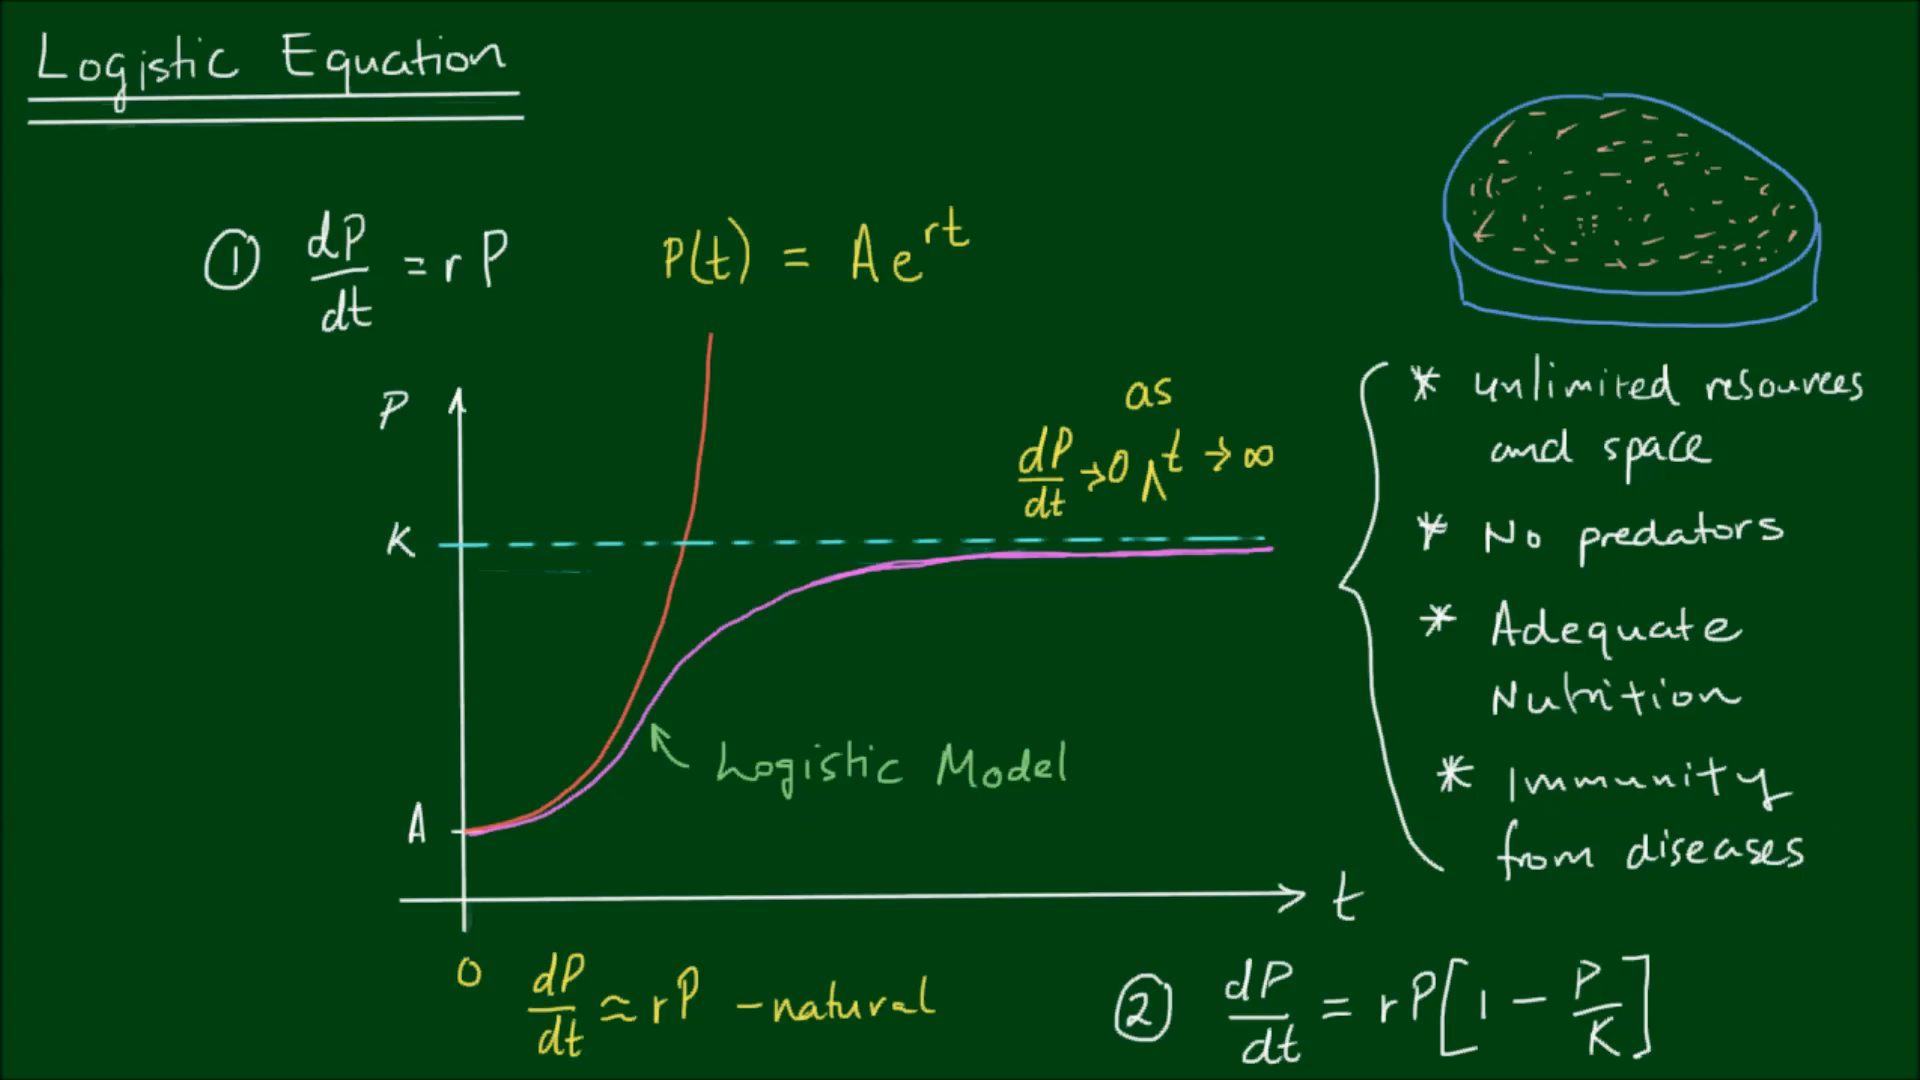 Logistic Equation
① dP/dt = rP
P(t) = Ae^rt
P
as
dP/dt → 0 ∧ t → ∞
K
Logistic Model
A
t
0
dP/dt ≈ rP – natural
* unlimited resources
and space
* No predators
* Adequate
Nutrition
* Immunity
from diseases
② dP/dt = rP[1 – P/K]